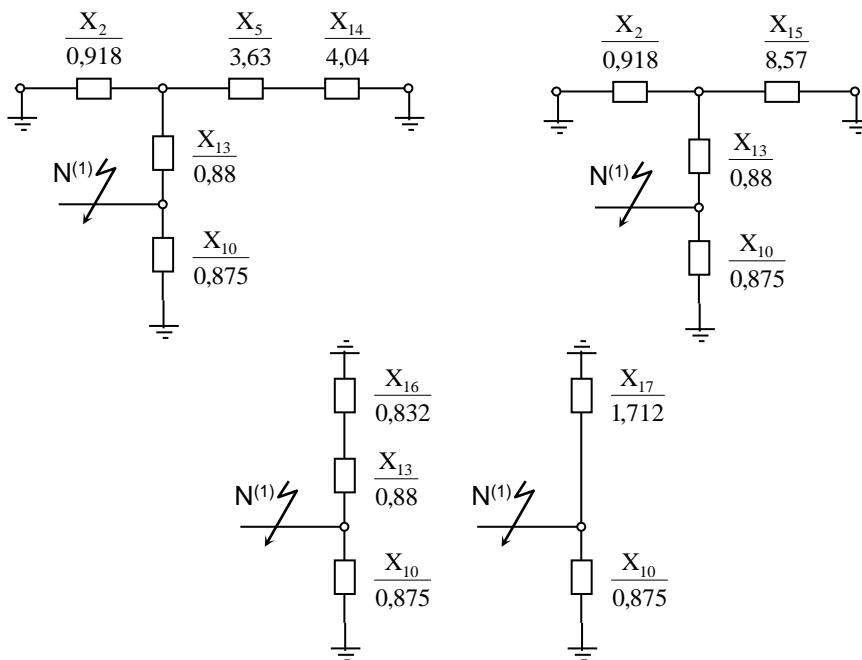 X2
0,918
X5
3,63
X14
4,04
X13
0,88
N(1)
X10
0,875
X2
0,918
X15
8,57
X13
0,88
N(1)
X10
0,875
X16
0,832
X13
0,88
N(1)
X10
0,875
X17
1,712
N(1)
X10
0,875